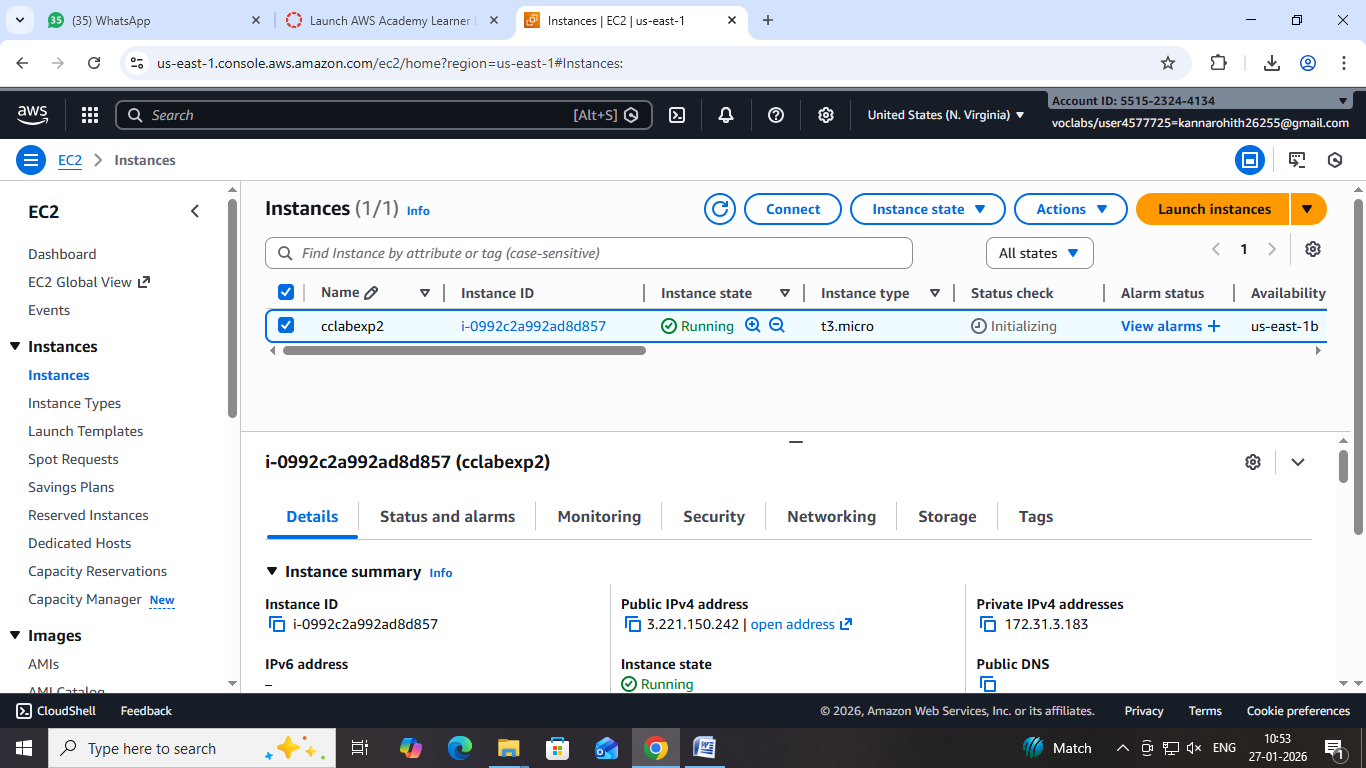 35 (35) WhatsApp
Launch AWS Academy Learner
Instances | EC2 | us-east-1
us-east-1.console.aws.amazon.com/ec2/home?region=us-east-1#Instances:
aws
Search [Alt+S]
United States (N. Virginia)
Account ID: 5515-2324-4134
voclabs/user4577725=kannarohith26255@gmail.com
EC2 > Instances
EC2
Dashboard
EC2 Global View
Events
Instances
Instances
Instance Types
Launch Templates
Spot Requests
Savings Plans
Reserved Instances
Dedicated Hosts
Capacity Reservations
Capacity Manager New
Images
AMIs
AMI Catalog
Instances (1/1) Info
Connect
Instance state
Actions
Launch instances
Find Instance by attribute or tag (case-sensitive)
All states
1
Name Instance ID Instance state Instance type Status check Alarm status Availability
cclabexp2 i-0992c2a992ad8d857 Running t3.micro Initializing View alarms + us-east-1b
i-0992c2a992ad8d857 (cclabexp2)
Details Status and alarms Monitoring Security Networking Storage Tags
Instance summary Info
Instance ID
i-0992c2a992ad8d857
Public IPv4 address
3.221.150.242 | open address
Private IPv4 addresses
172.31.3.183
IPv6 address
–
Instance state
Running
Public DNS
CloudShell Feedback
© 2026, Amazon Web Services, Inc. or its affiliates. Privacy Terms Cookie preferences
Type here to search
Match
ENG
10:53
27-01-2026
1